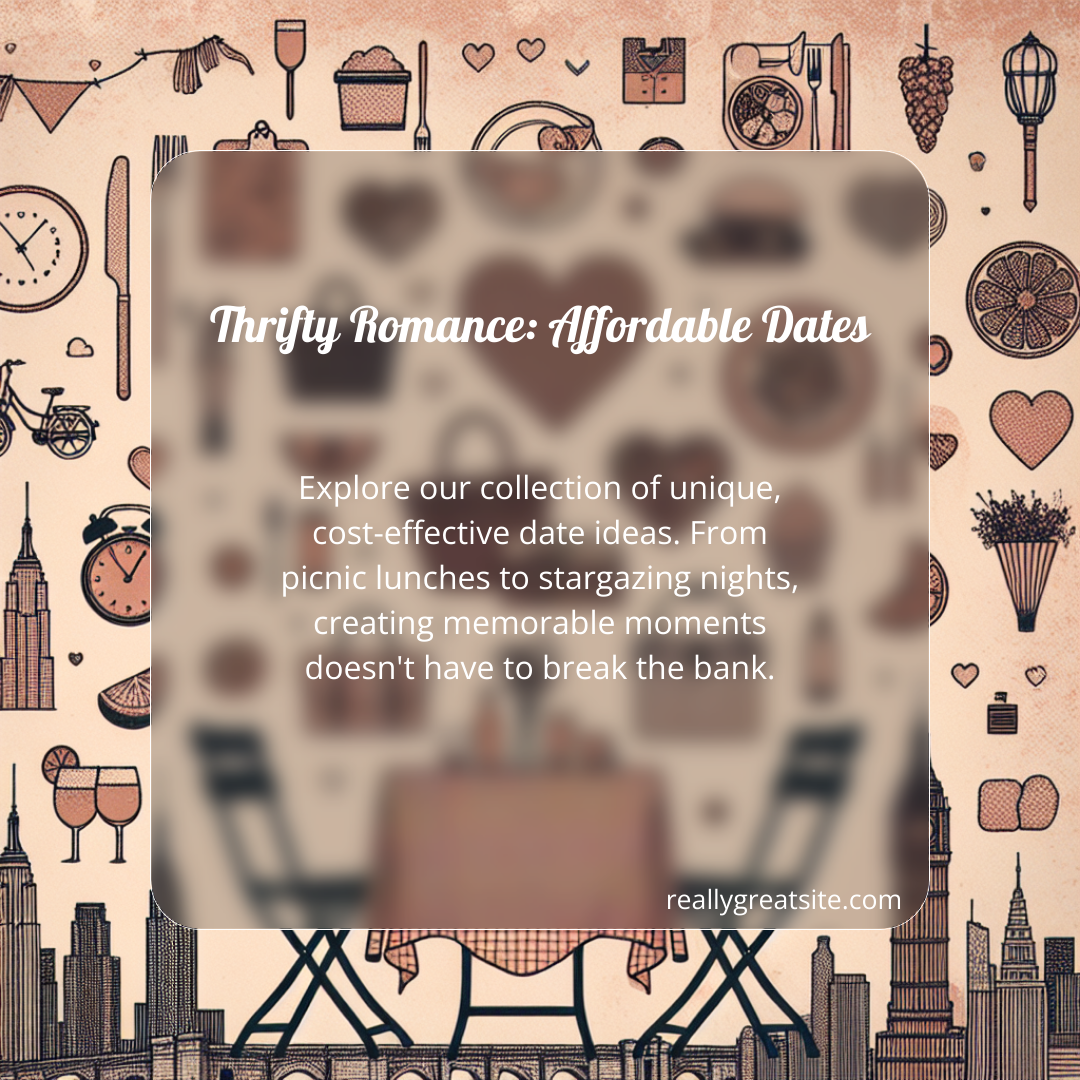 Thrifty Romance: Affordable Dates
Explore our collection of unique,
cost-effective date ideas. From
picnic lunches to stargazing nights,
creating memorable moments
doesn't have to break the bank.
reallygreatsite.com